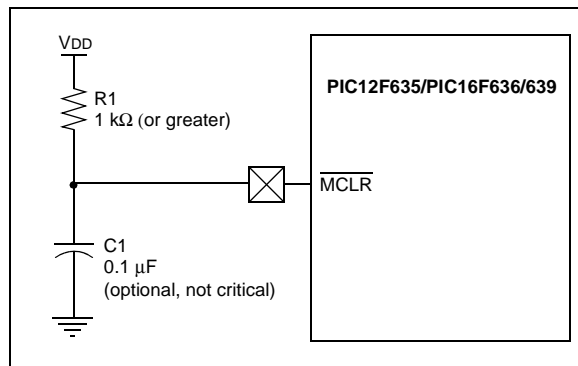 VDD
R1
1 kΩ (or greater)
PIC12F635/PIC16F636/639
MCLR
C1
0.1 μF
(optional, not critical)